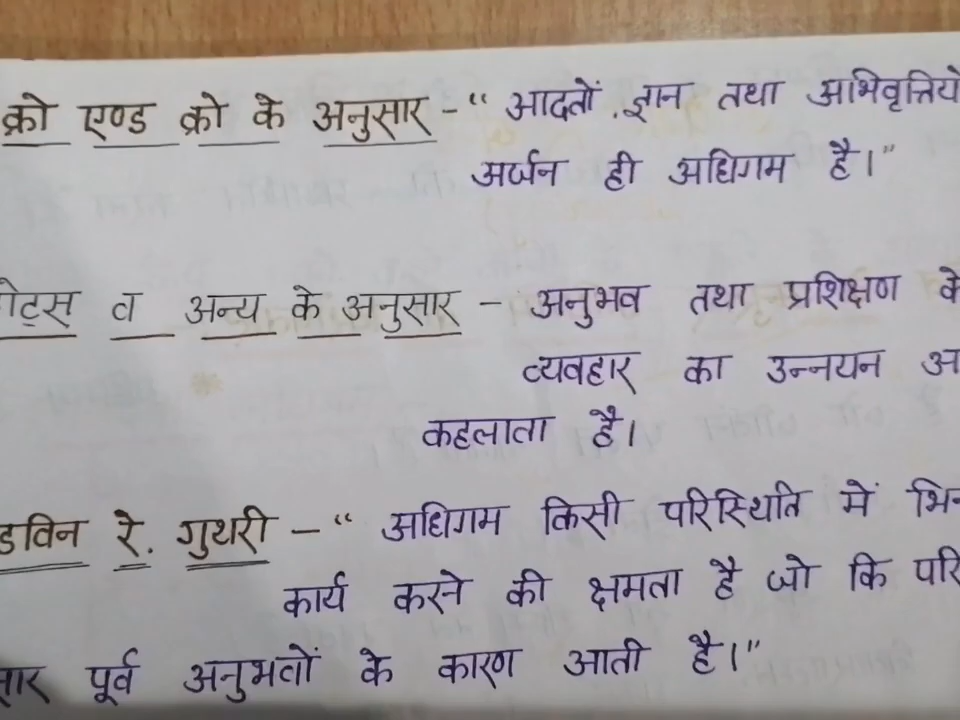 क्रो एण्ड क्रो के अनुसार - “ आदतों, ज्ञान तथा
अर्जन ही अधिगम है।”
व अन्य के अनुसार - अनुभव तथा प्रशिक्षण के
व्यवहार का उन्नयन
कहलाता है।
रे. गुथरी - “ अधिगम किसी परिस्थिति में
कार्य करने की क्षमता है जो कि
पूर्व अनुभवों के कारण आती है।”